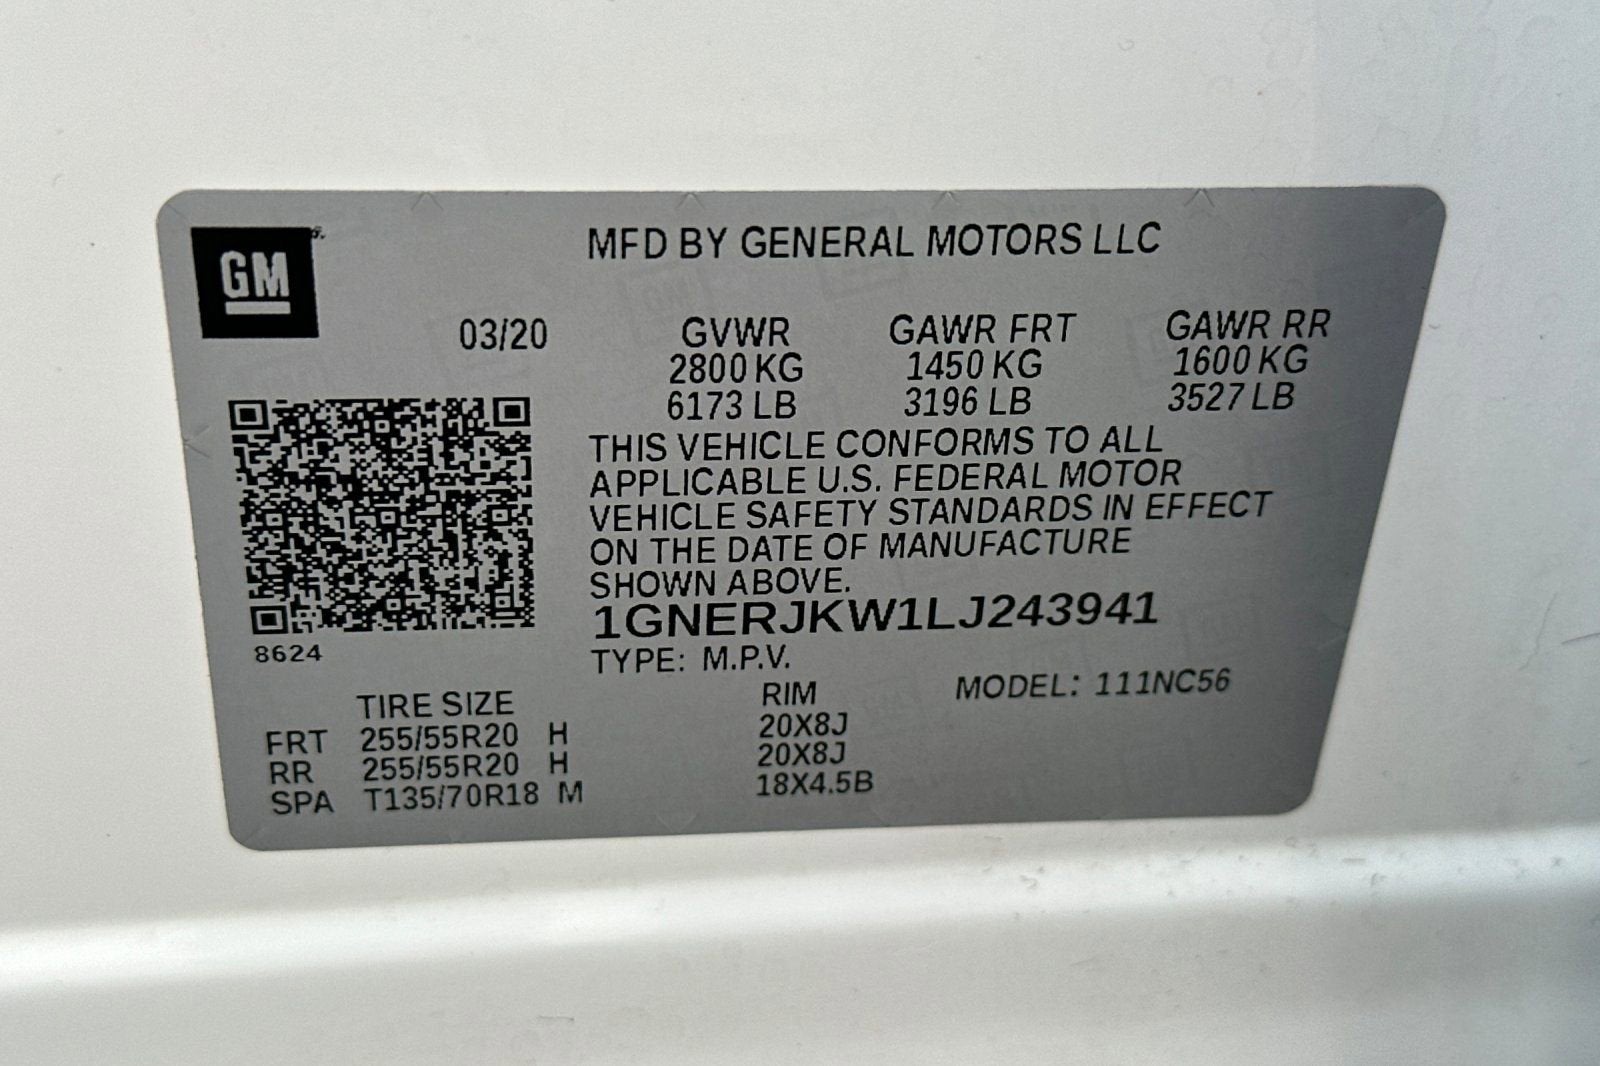 GM
MFD BY GENERAL MOTORS LLC
03/20 GVWR GAWR FRT GAWR RR
2800 KG 1450 KG 1600 KG
6173 LB 3196 LB 3527 LB
THIS VEHICLE CONFORMS TO ALL
APPLICABLE U.S. FEDERAL MOTOR
VEHICLE SAFETY STANDARDS IN EFFECT
ON THE DATE OF MANUFACTURE
SHOWN ABOVE.
1GNERJKW1LJ243941
8624
TYPE: M.P.V.
MODEL: 111NC56
TIRE SIZE RIM
FRT 255/55R20 H 20X8J
RR 255/55R20 H 20X8J
SPA T135/70R18 M 18X4.5B